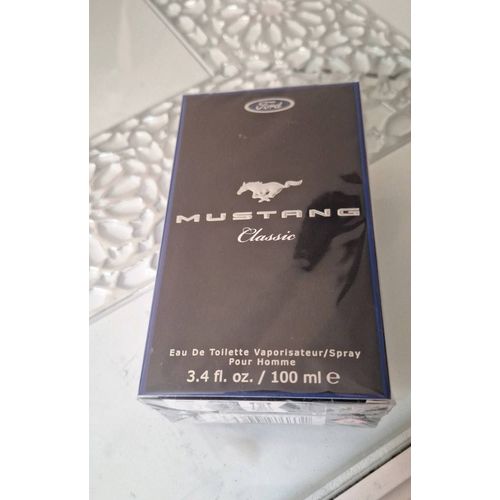 Ford
MUSTANG
Classic
Eau De Toilette Vaporisateur/Spray
Pour Homme
3.4 fl. oz. / 100 ml e